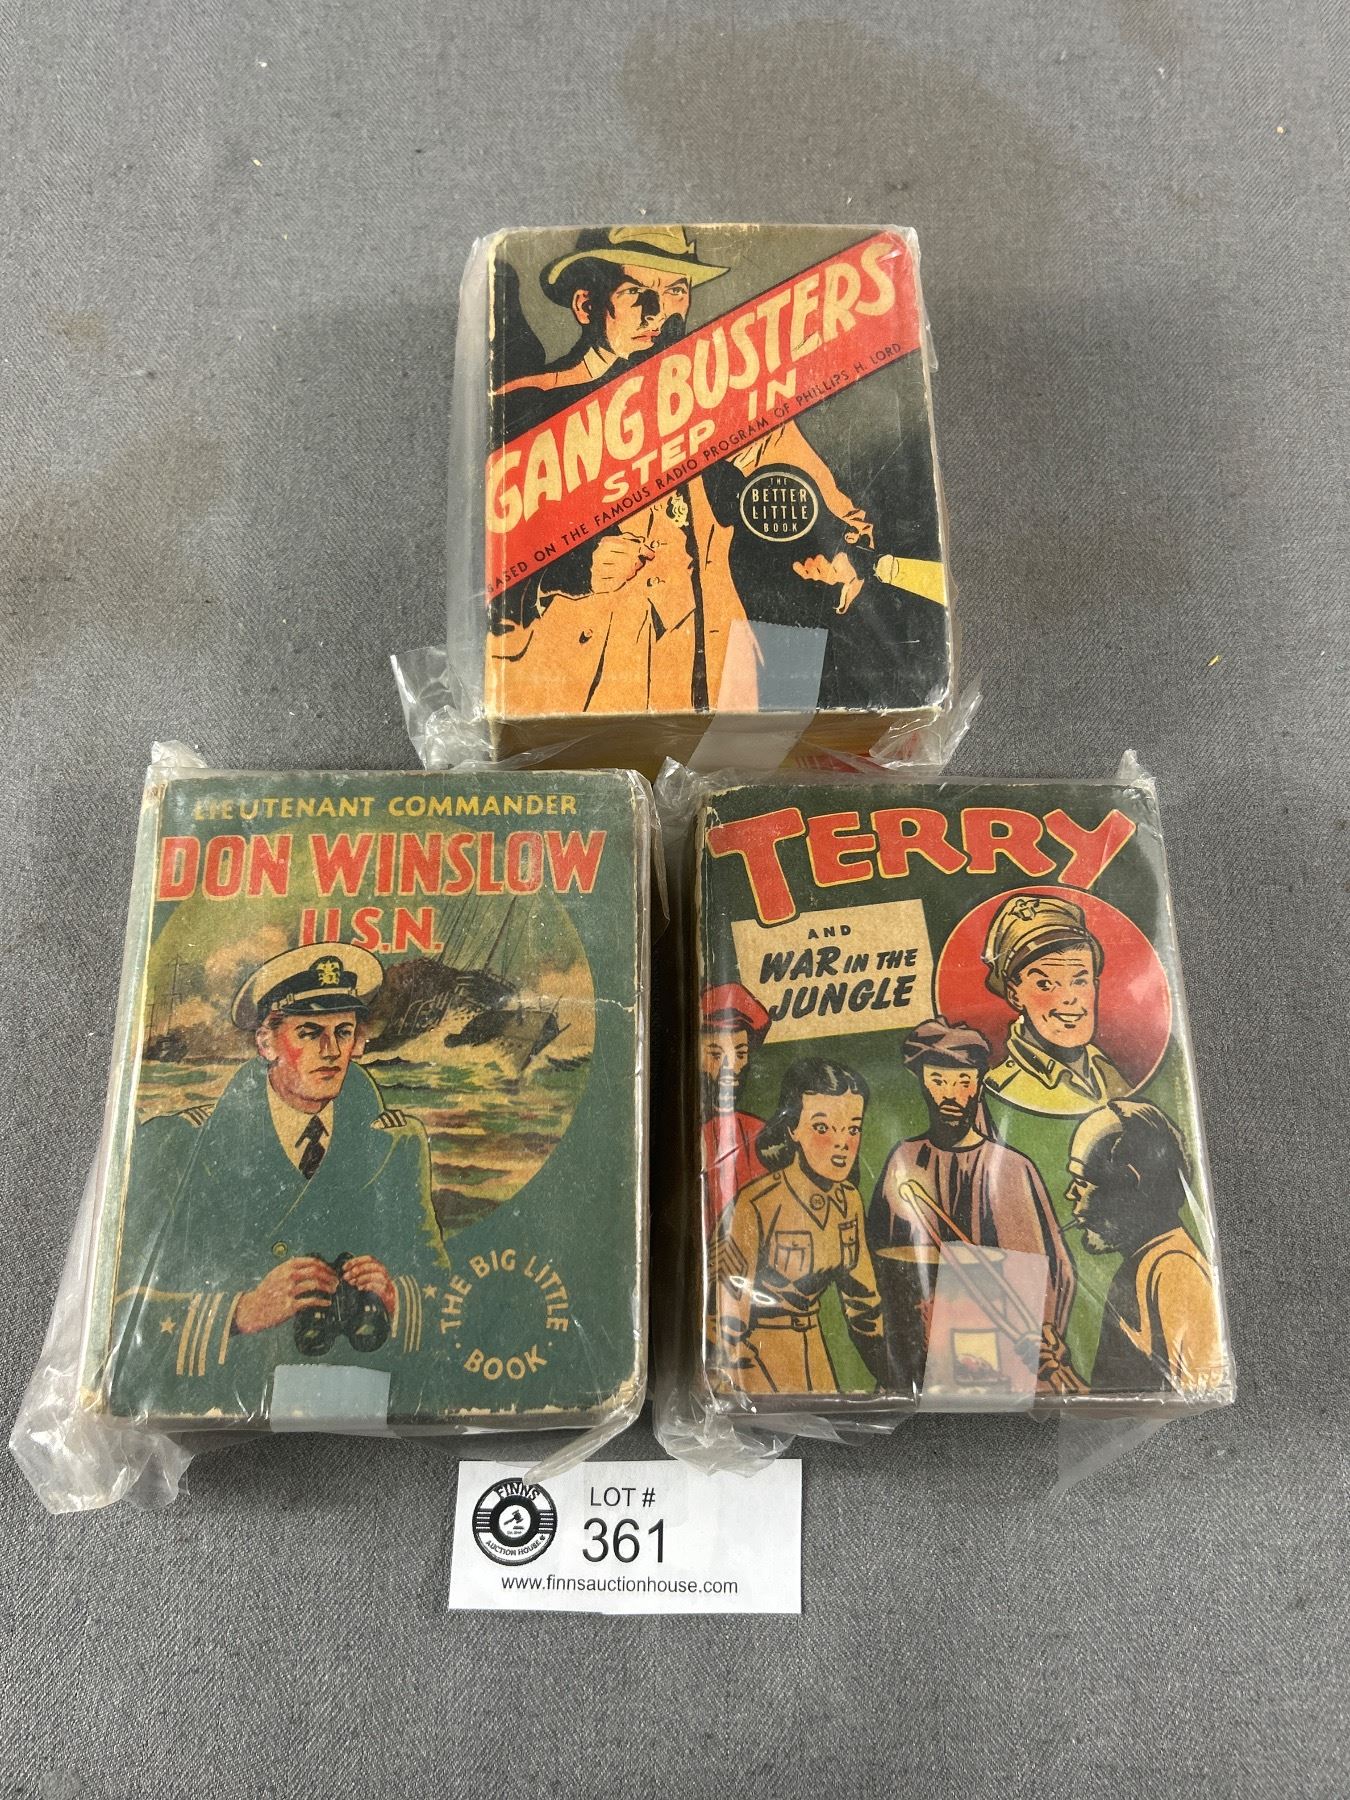 GANG BUSTERS
STEP IN
BASED ON THE FAMOUS RADIO PROGRAM OF PHILLIPS H. LORD
THE
BETTER
LITTLE
BOOK
LIEUTENANT COMMANDER
DON WINSLOW
U.S.N.
THE BIG LITTLE
BOOK
TERRY
AND
WAR IN THE
JUNGLE
FINNS
AUCTION HOUSE
LOT #
361
www.finnsauctionhouse.com